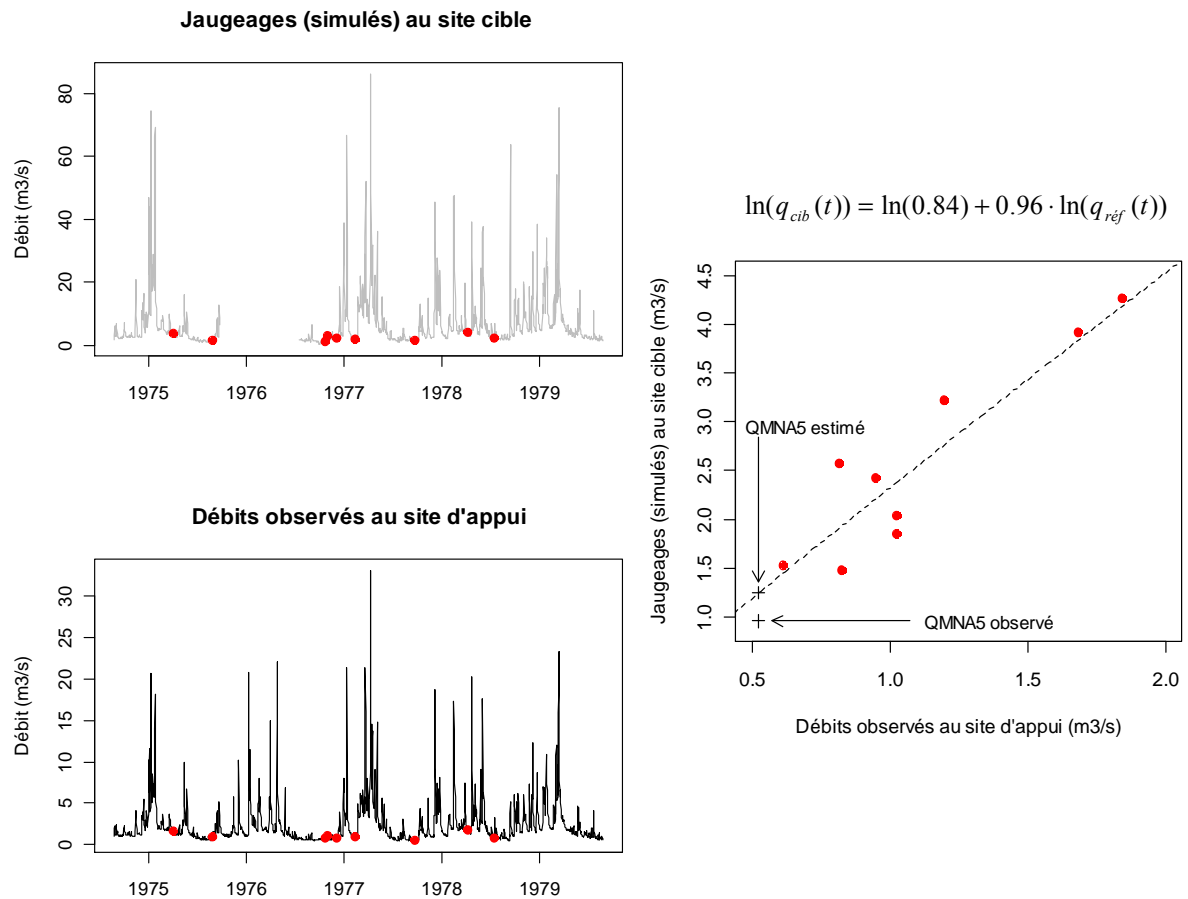 Jaugeages (simulés) au site cible
Débit (m3/s)
80
60
40
20
0
1975 1976 1977 1978 1979
Débits observés au site d'appui
Débit (m3/s)
30
25
20
15
10
5
0
1975 1976 1977 1978 1979
ln(q_cib (t)) = ln(0.84) + 0.96 · ln(q_réf (t))
Jaugeages (simulés) au site cible (m3/s)
4.5
4.0
3.5
3.0
2.5
2.0
1.5
1.0
QMNA5 estimé
QMNA5 observé
0.5 1.0 1.5 2.0
Débits observés au site d'appui (m3/s)